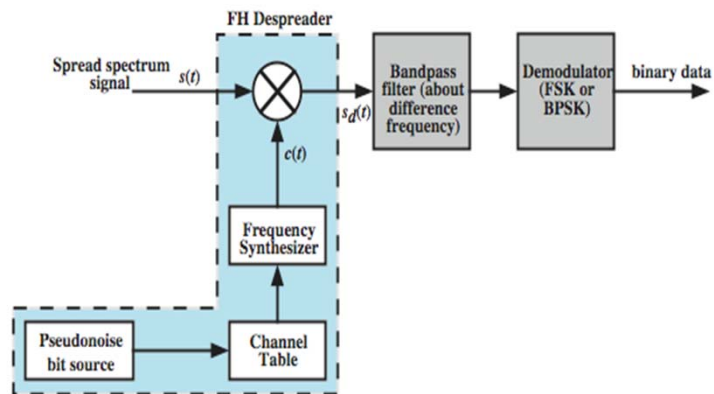 FH Despreader
Spread spectrum
signal
s(t)
s_d(t)
Bandpass
filter (about
difference
frequency)
Demodulator
(FSK or
BPSK)
binary data
c(t)
Frequency
Synthesizer
Pseudonoise
bit source
Channel
Table